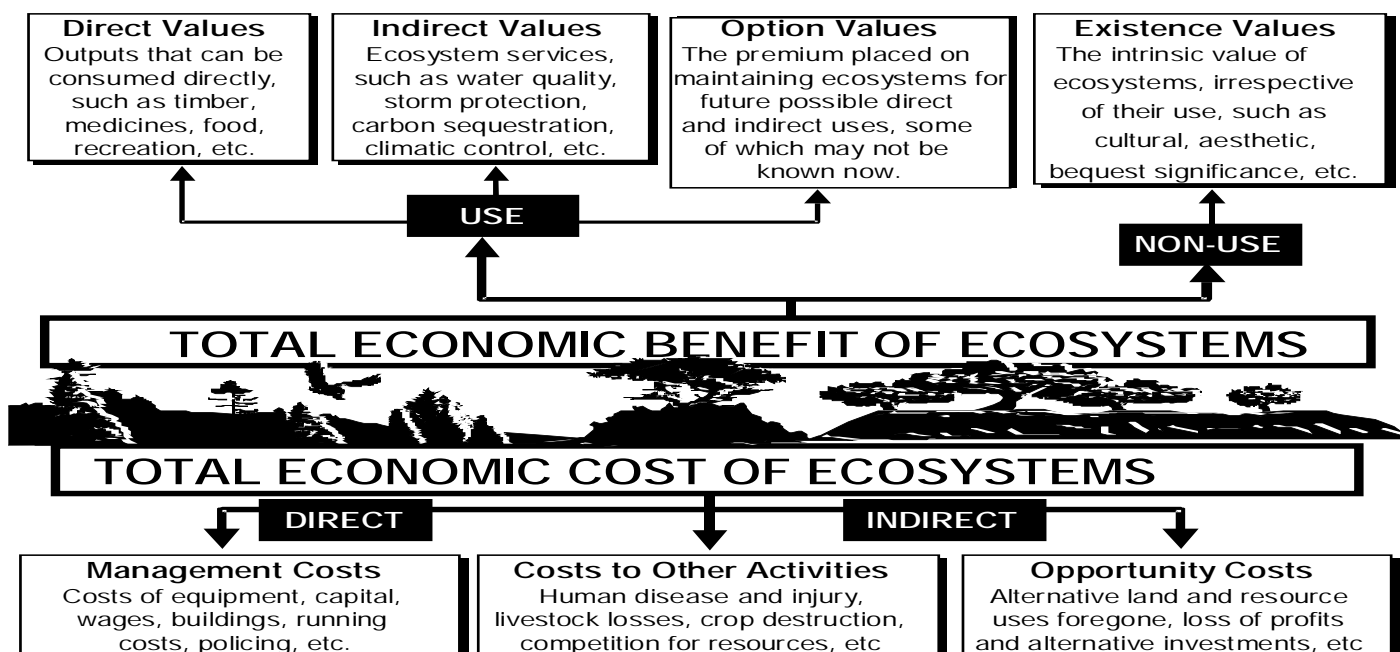 Direct Values
Outputs that can be
consumed directly,
such as timber,
medicines, food,
recreation, etc.
Indirect Values
Ecosystem services,
such as water quality,
storm protection,
carbon sequestration,
climatic control, etc.
Option Values
The premium placed on
maintaining ecosystems for
future possible direct
and indirect uses, some
of which may not be
known now.
Existence Values
The intrinsic value of
ecosystems, irrespective
of their use, such as
cultural, aesthetic,
bequest significance, etc.
USE
NON-USE
TOTAL ECONOMIC BENEFIT OF ECOSYSTEMS
TOTAL ECONOMIC COST OF ECOSYSTEMS
DIRECT
INDIRECT
Management Costs
Costs of equipment, capital,
wages, buildings, running
costs, policing, etc.
Costs to Other Activities
Human disease and injury,
livestock losses, crop destruction,
competition for resources, etc
Opportunity Costs
Alternative land and resource
uses foregone, loss of profits
and alternative investments, etc